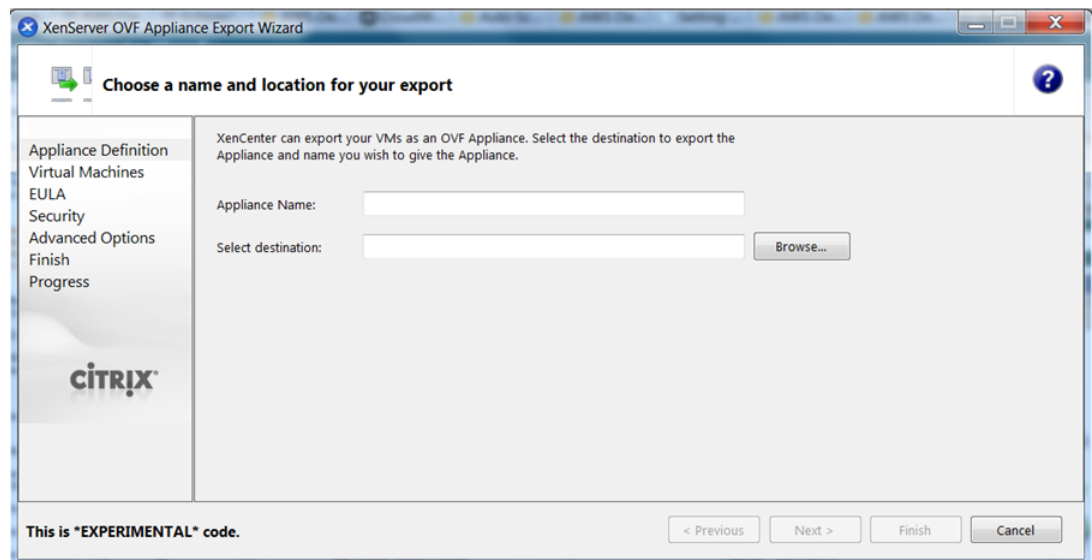 XenServer OVF Appliance Export Wizard
Choose a name and location for your export
?
Appliance Definition
Virtual Machines
EULA
Security
Advanced Options
Finish
Progress
CITRIX
XenCenter can export your VMs as an OVF Appliance. Select the destination to export the
Appliance and name you wish to give the Appliance.
Appliance Name:
Select destination:
Browse...
This is *EXPERIMENTAL* code.
< Previous
Next >
Finish
Cancel